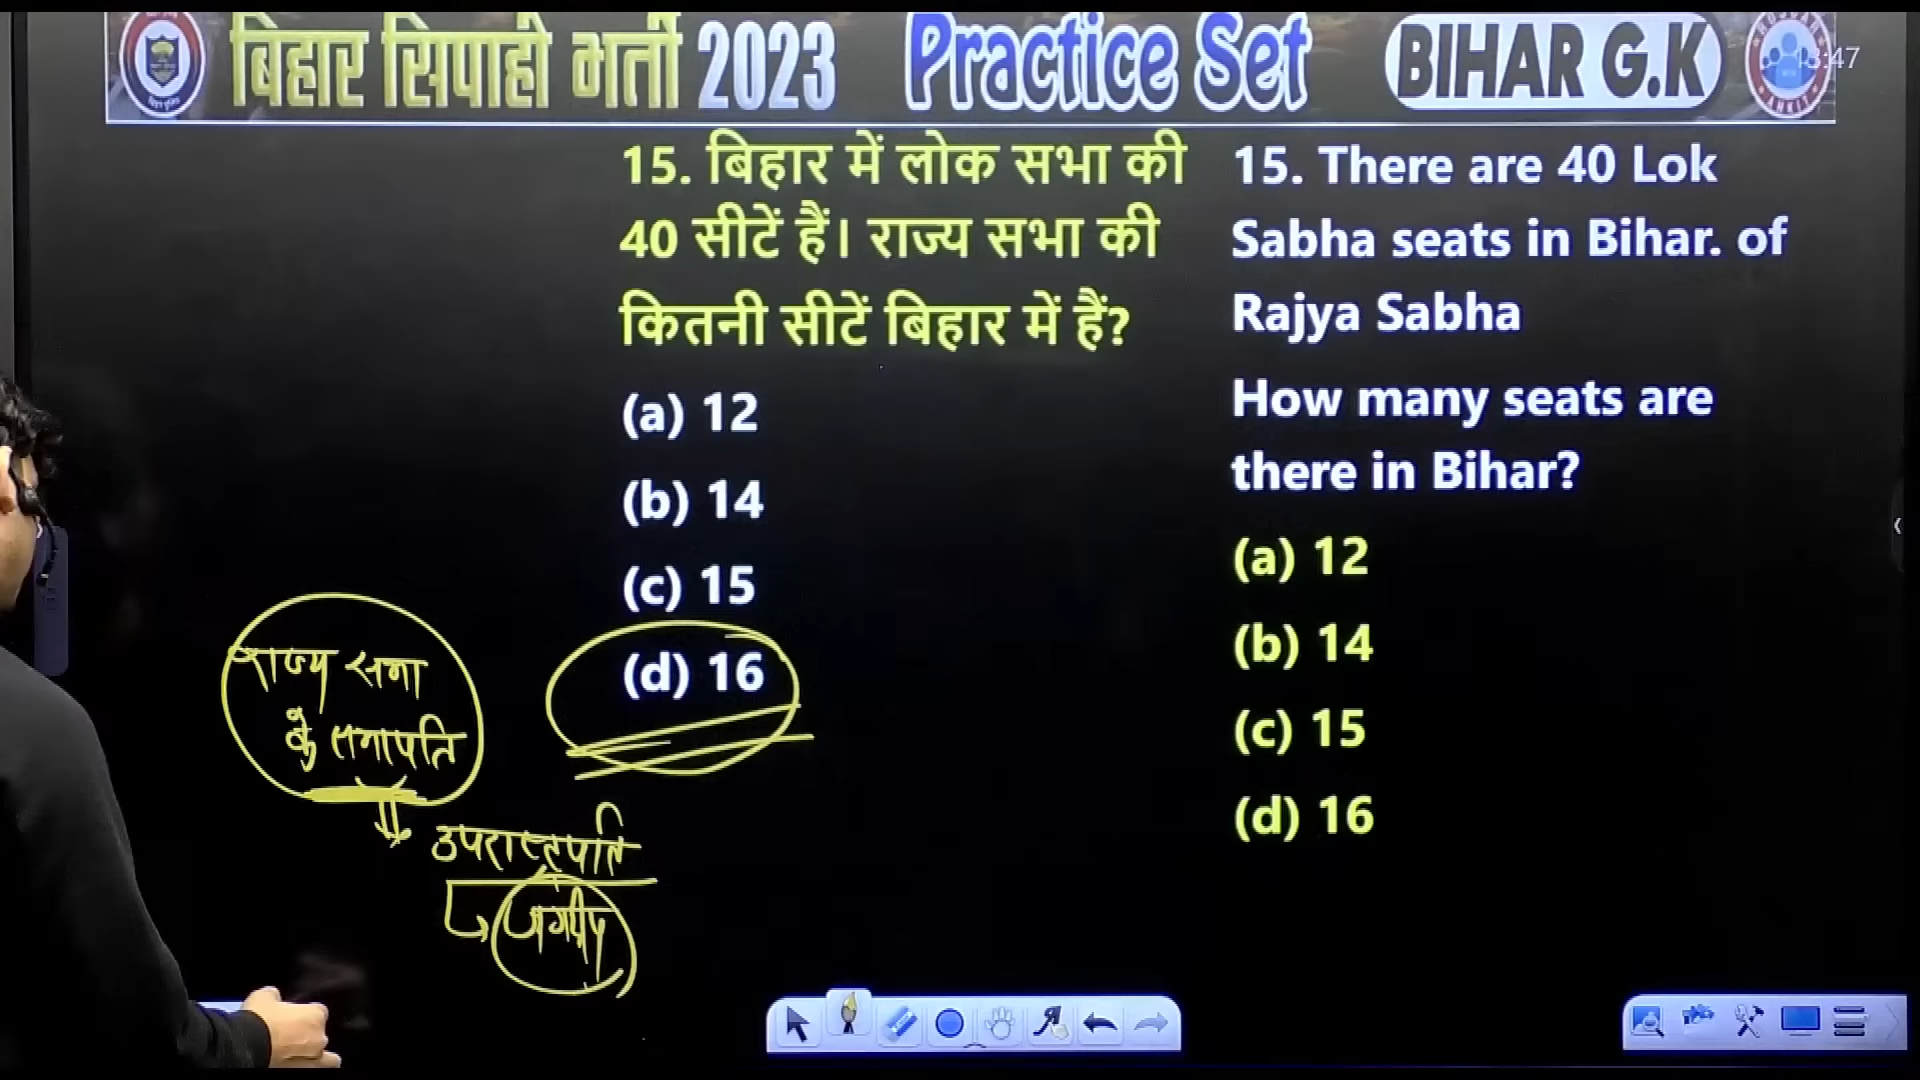 बिहार सिपाही भर्ती 2023 Practice Set BIHAR G.K
15. बिहार में लोक सभा की
40 सीटें हैं। राज्य सभा की
कितनी सीटें बिहार में हैं?
(a) 12
(b) 14
(c) 15
(d) 16
15. There are 40 Lok
Sabha seats in Bihar. of
Rajya Sabha
How many seats are
there in Bihar?
(a) 12
(b) 14
(c) 15
(d) 16
राज्य सभा
के सभापति
उपराष्ट्रपति
जगदीप